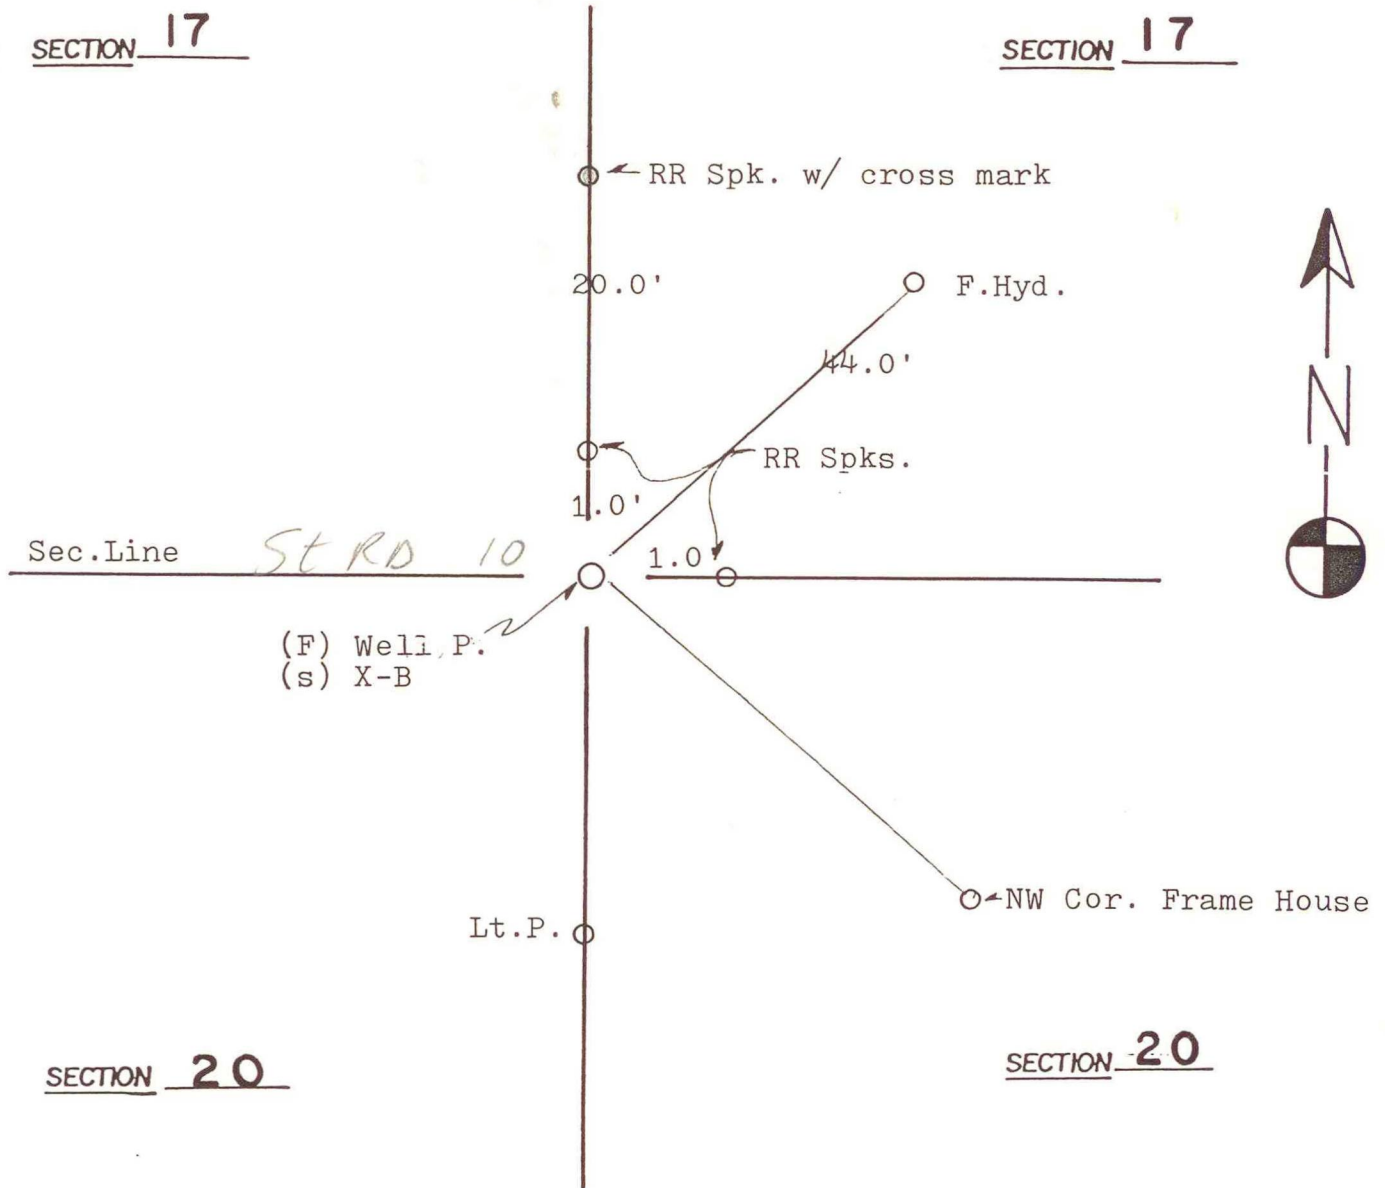 SECTION 17
SECTION 17
RR Spk. w/ cross mark
20.0'
F.Hyd.
44.0'
N
RR Spks.
1.0'
Sec.Line St RD 10
1.0'
(F) Well P.
(s) X-B
NW Cor. Frame House
Lt.P.
SECTION 20
SECTION 20